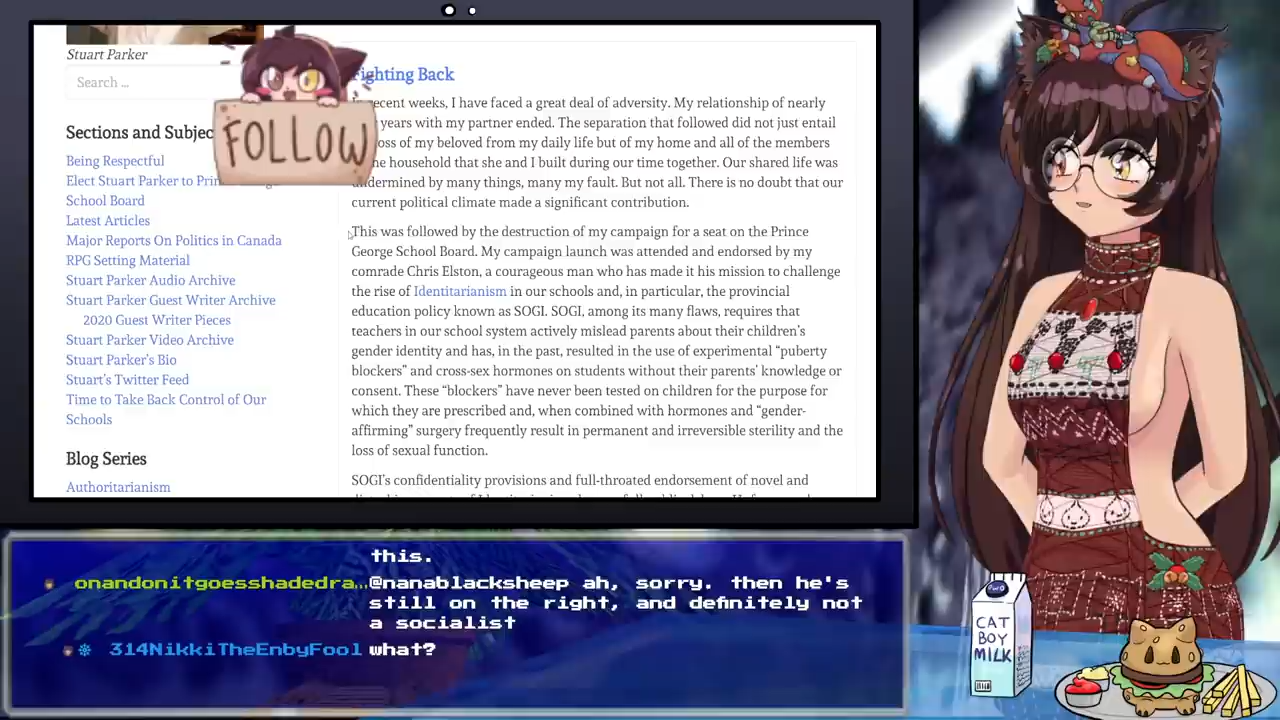 Stuart Parker
Search ...
FOLLOW
Sections and Subjec
Being Respectful
Elect Stuart Parker to Prin
School Board
Latest Articles
Major Reports On Politics in Canada
RPG Setting Material
Stuart Parker Audio Archive
Stuart Parker Guest Writer Archive
2020 Guest Writer Pieces
Stuart Parker Video Archive
Stuart Parker's Bio
Stuart's Twitter Feed
Time to Take Back Control of Our
Schools
Blog Series
Authoritarianism
Fighting Back
recent weeks, I have faced a great deal of adversity. My relationship of nearly
years with my partner ended. The separation that followed did not just entail
oss of my beloved from my daily life but of my home and all of the members
ne household that she and I built during our time together. Our shared life was
undermined by many things, many my fault. But not all. There is no doubt that our
current political climate made a significant contribution.
This was followed by the destruction of my campaign for a seat on the Prince
George School Board. My campaign launch was attended and endorsed by my
comrade Chris Elston, a courageous man who has made it his mission to challenge
the rise of Identitarianism in our schools and, in particular, the provincial
education policy known as SOGI. SOGI, among its many flaws, requires that
teachers in our school system actively mislead parents about their children's
gender identity and has, in the past, resulted in the use of experimental "puberty
blockers" and cross-sex hormones on students without their parents' knowledge or
consent. These "blockers" have never been tested on children for the purpose for
which they are prescribed and, when combined with hormones and "gender-
affirming" surgery frequently result in permanent and irreversible sterility and the
loss of sexual function.
SOGI's confidentiality provisions and full-throated endorsement of novel and
this.
onandonitgoesshadedra… @nanablacksheep ah, sorry. then he's
still on the right, and definitely not
a socialist
314NikkiTheEnbyFool what?
CAT
BOY
MILK